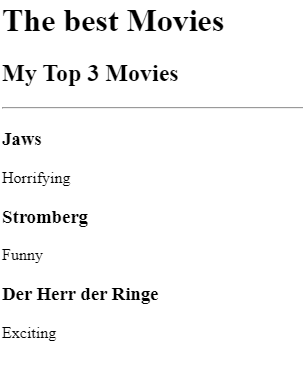 The best Movies
My Top 3 Movies
Jaws
Horrifying
Stromberg
Funny
Der Herr der Ringe
Exciting